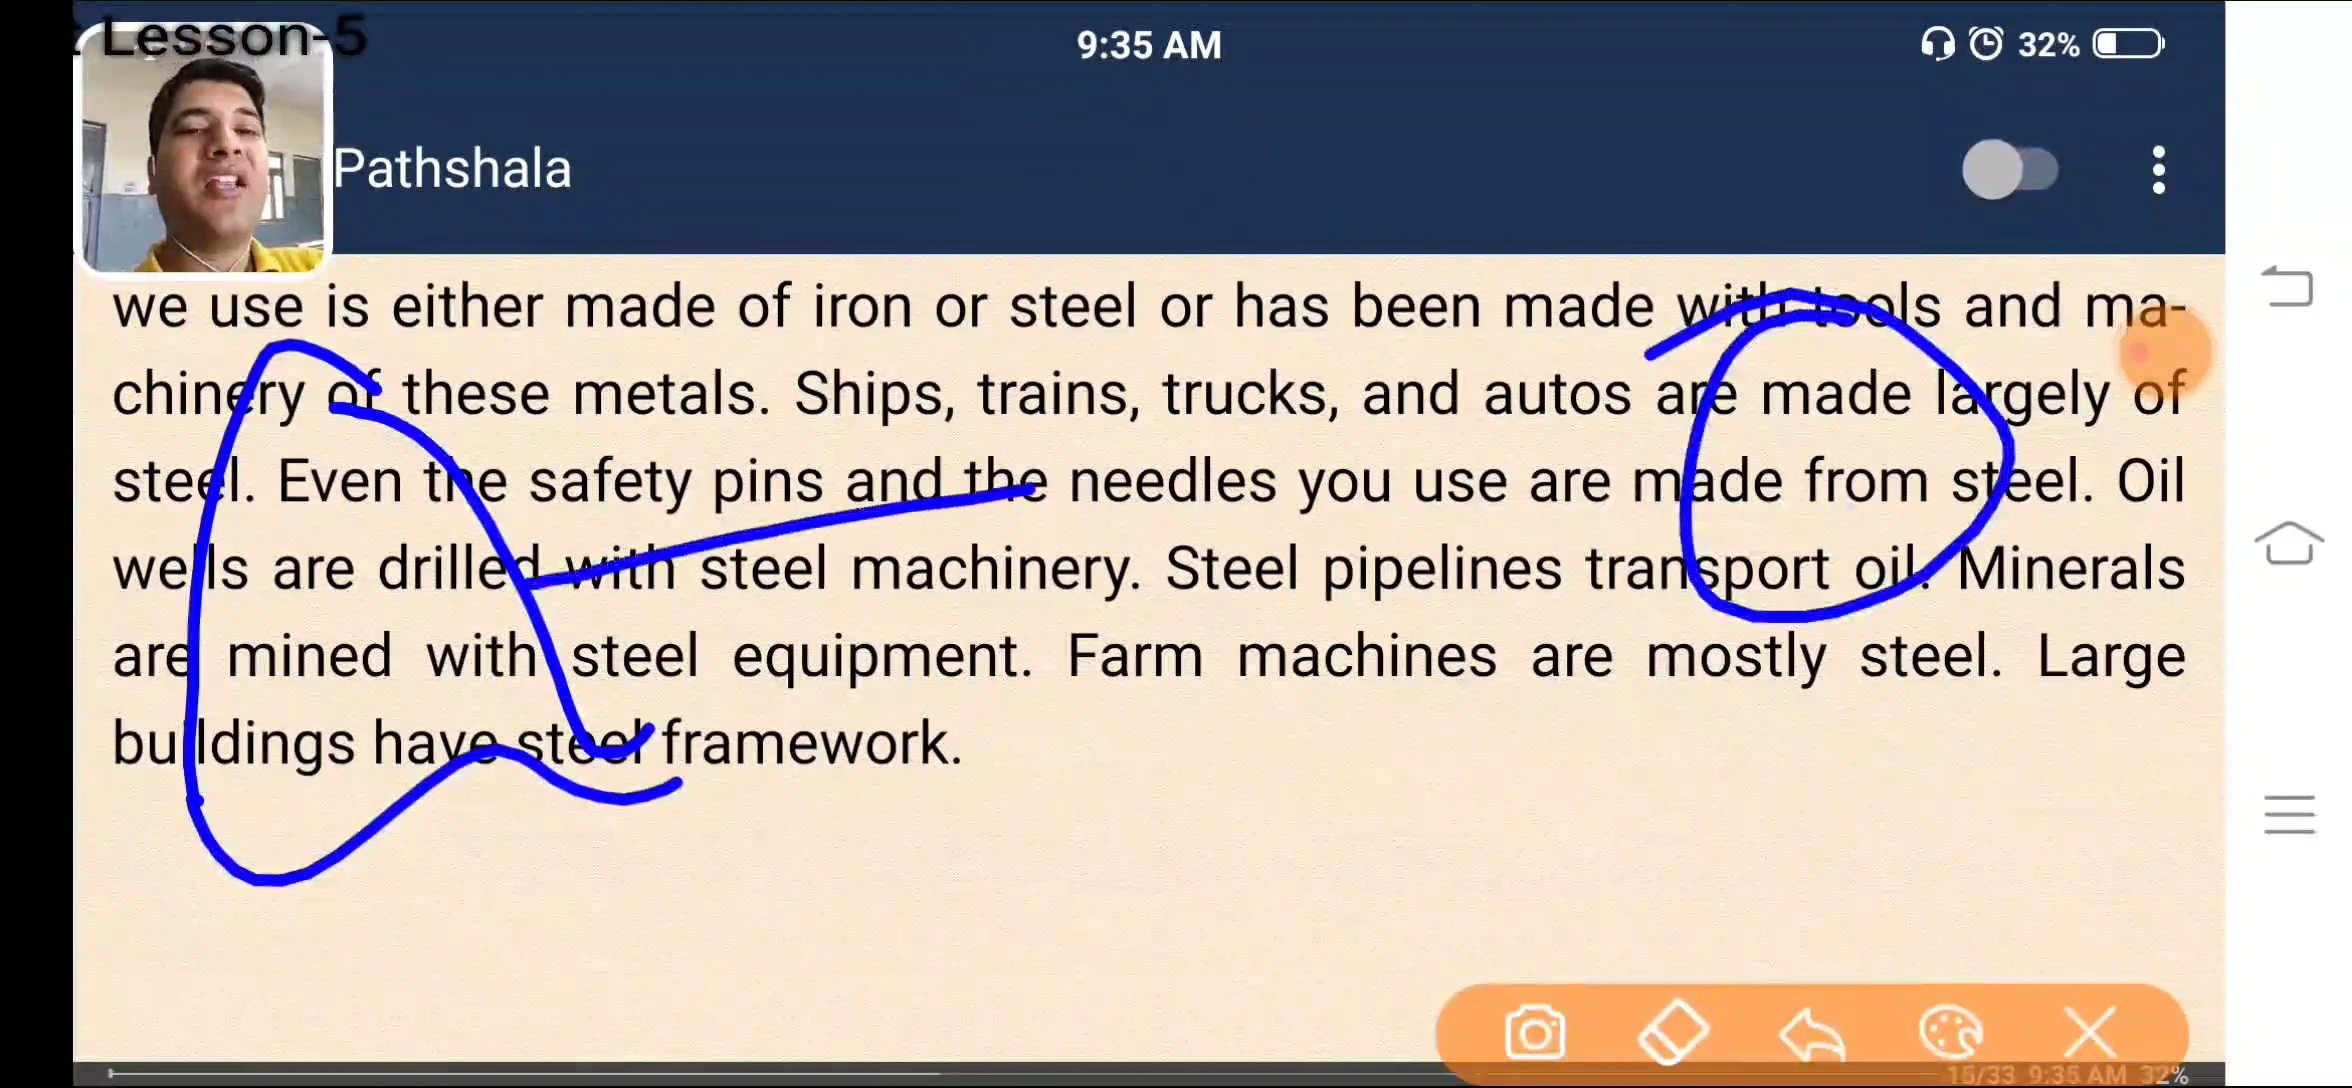 Lesson-5
9:35 AM
32%
Pathshala
we use is either made of iron or steel or has been made with tools and ma-
chinery of these metals. Ships, trains, trucks, and autos are made largely of
steel. Even the safety pins and the needles you use are made from steel. Oil
wells are drilled with steel machinery. Steel pipelines transport oil. Minerals
are mined with steel equipment. Farm machines are mostly steel. Large
buildings have steel framework.
15/33 9:35 AM 32%